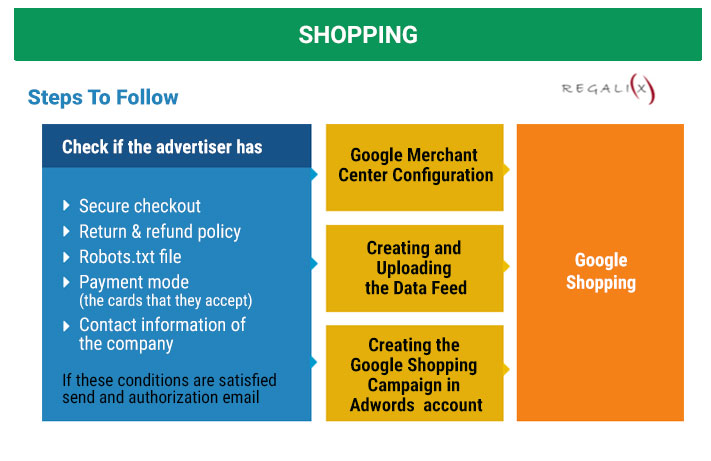 SHOPPING
Steps To Follow
REGALI(X)
Check if the advertiser has
Secure checkout
Return & refund policy
Robots.txt file
Payment mode
(the cards that they accept)
Contact information of
the company
If these conditions are satisfied
send and authorization email
Google Merchant
Center Configuration
Creating and
Uploading
the Data Feed
Creating the
Google Shopping
Campaign in
Adwords account
Google
Shopping